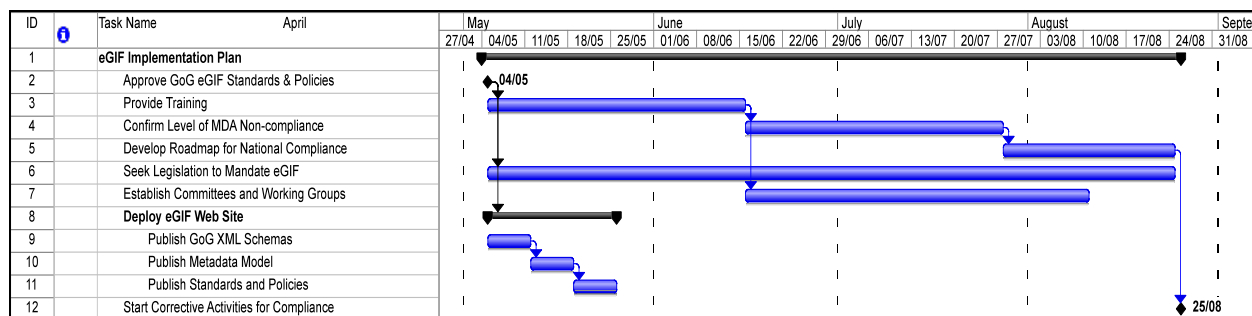 ID Task Name April May June July August Septe
27/04 04/05 11/05 18/05 25/05 01/06 08/06 15/06 22/06 29/06 06/07 13/07 20/07 27/07 03/08 10/08 17/08 24/08 31/08
1 eGIF Implementation Plan
2 Approve GoG eGIF Standards & Policies 04/05
3 Provide Training
4 Confirm Level of MDA Non-compliance
5 Develop Roadmap for National Compliance
6 Seek Legislation to Mandate eGIF
7 Establish Committees and Working Groups
8 Deploy eGIF Web Site
9 Publish GoG XML Schemas
10 Publish Metadata Model
11 Publish Standards and Policies
12 Start Corrective Activities for Compliance 25/08